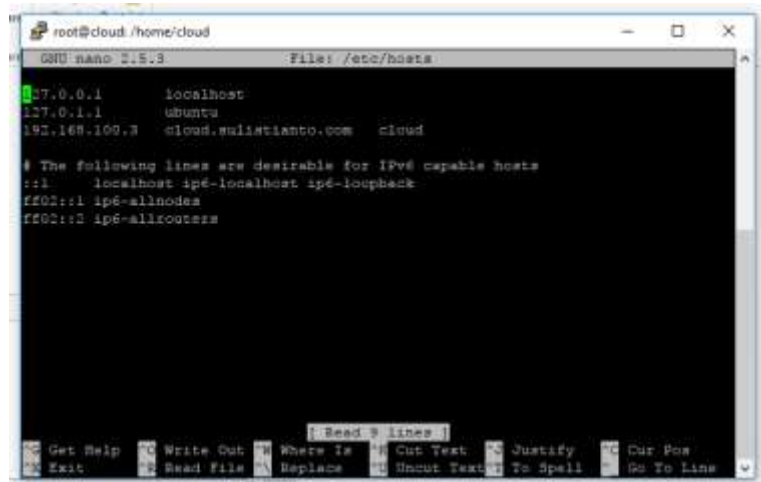 root@cloud: /home/cloud
GNU nano 2.5.3 File: /etc/hosts
127.0.0.1 localhost
127.0.1.1 ubuntu
192.168.100.3 cloud.sulistianto.com cloud
# The following lines are desirable for IPv6 capable hosts
::1 localhost ip6-localhost ip6-loopback
ff02::1 ip6-allnodes
ff02::2 ip6-allrouters
[ Read 9 lines ]
^G Get Help ^O Write Out ^W Where Is ^K Cut Text ^J Justify ^C Cur Pos
^X Exit ^R Read File ^\ Replace ^U Uncut Text ^T To Spell ^_ Go To Line